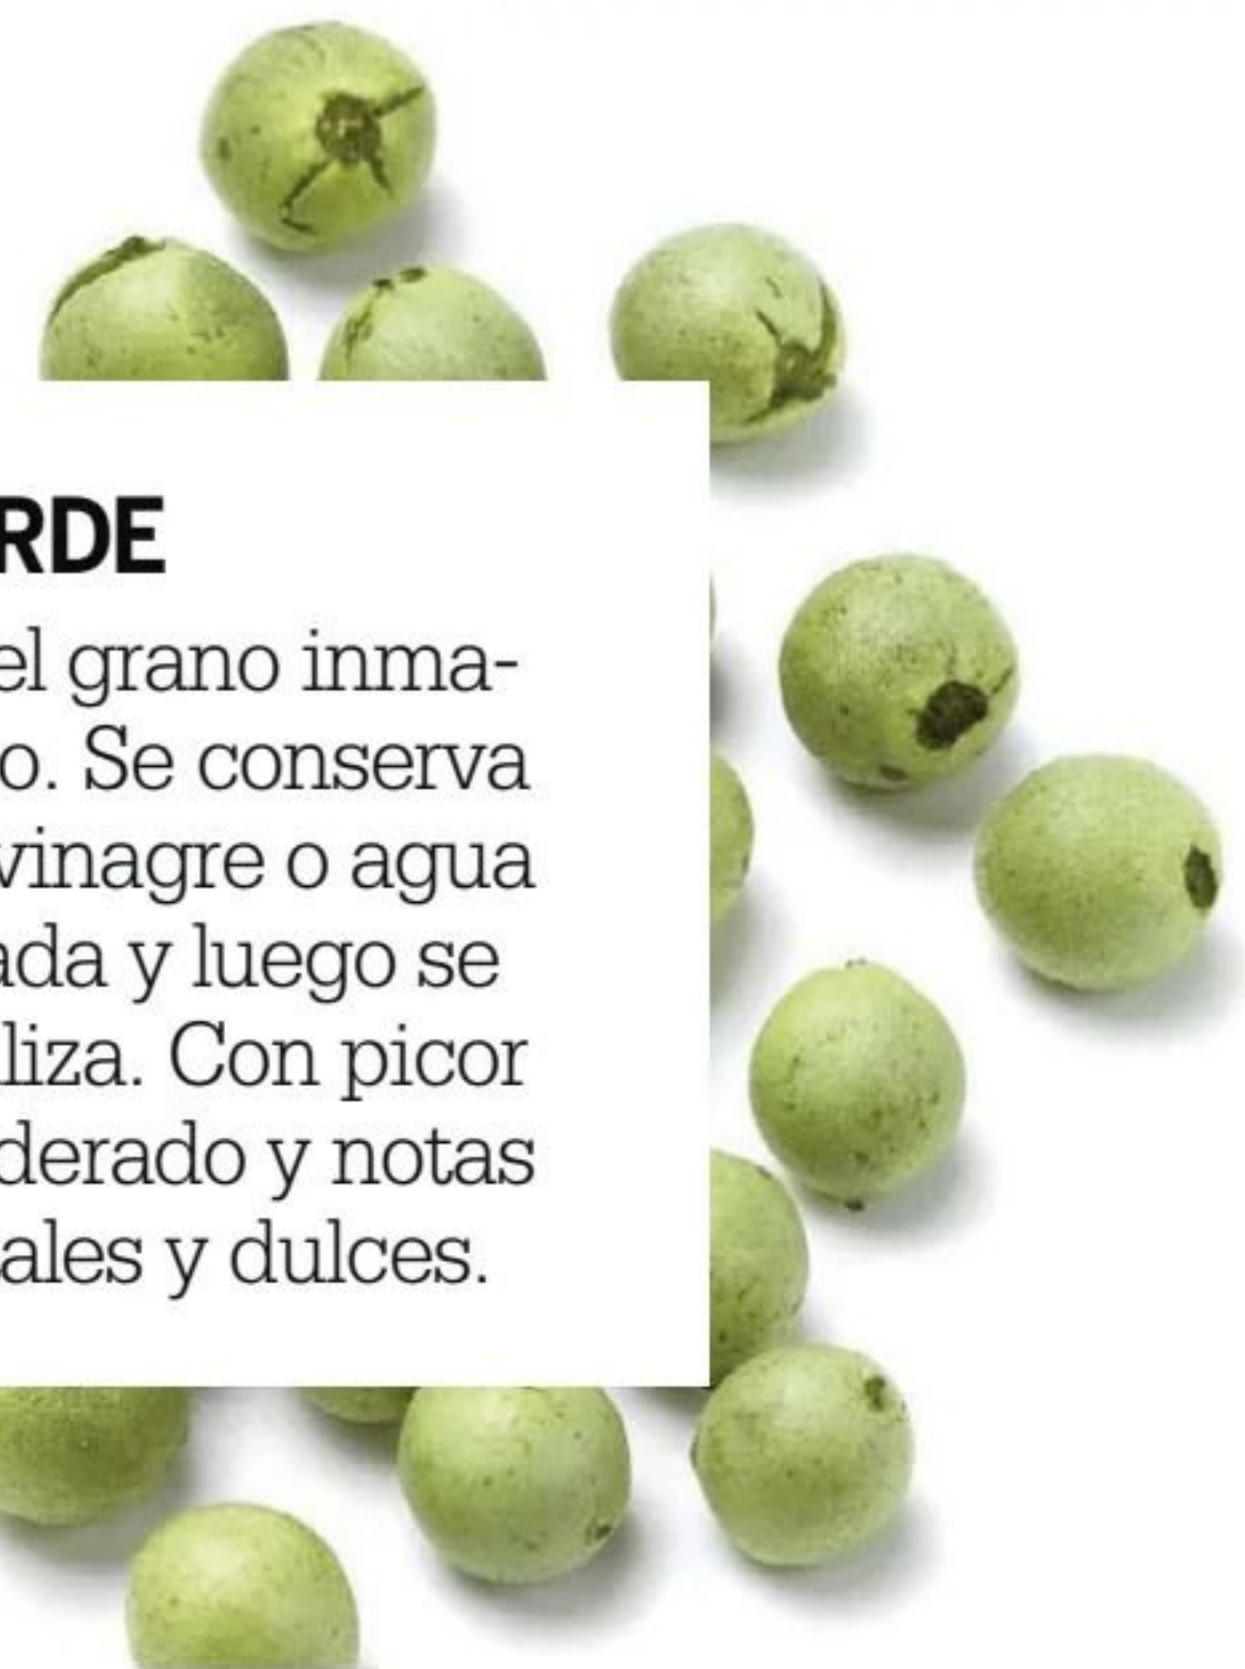 RDE
el grano inma-
o. Se conserva
vinagre o agua
ada y luego se
liza. Con picor
derado y notas
ales y dulces.